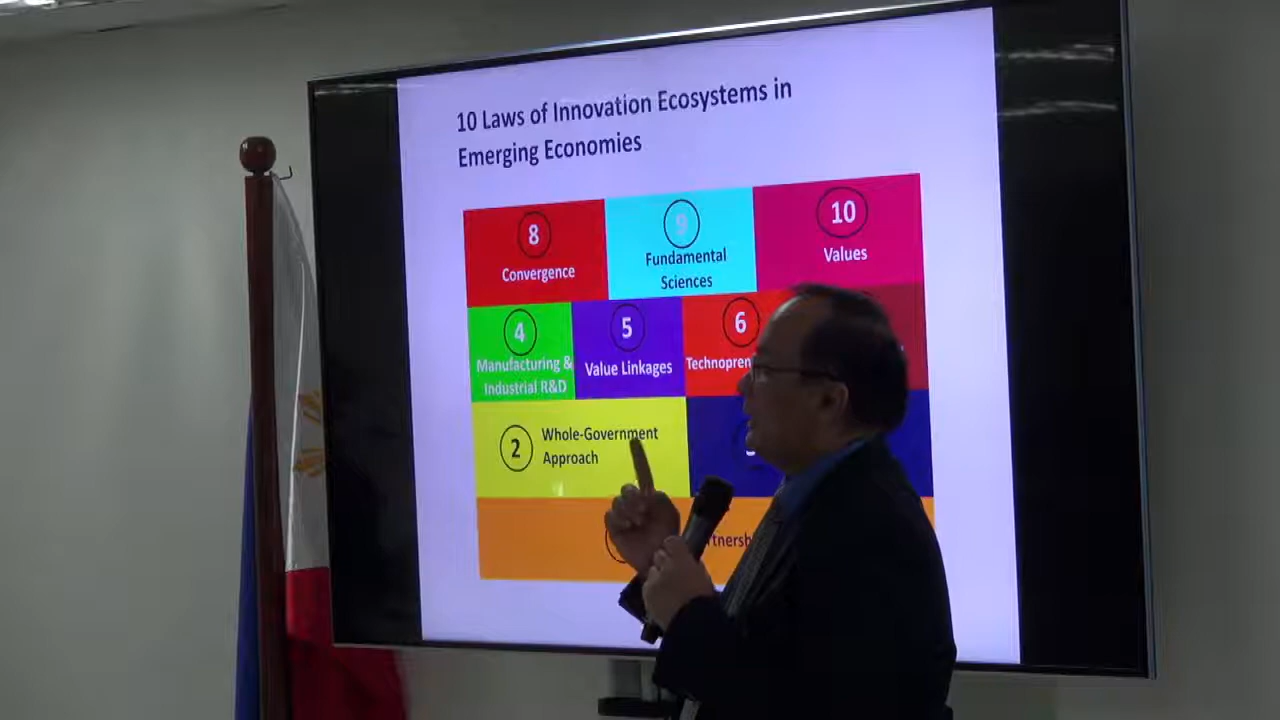 10 Laws of Innovation Ecosystems in
Emerging Economies
8
Convergence
9
Fundamental
Sciences
10
Values
4
Manufacturing &
Industrial R&D
5
Value Linkages
6
2
Whole-Government
Approach